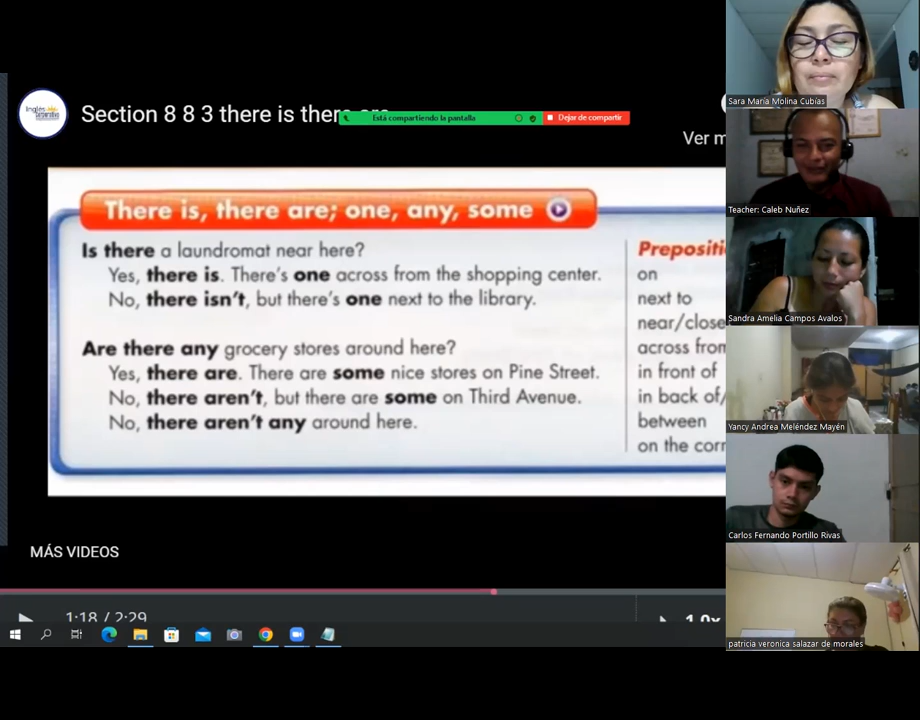 Inglés
Corporativo
Section 8 8 3 there is there are
Está compartiendo la pantalla
Dejar de compartir
Ver m
There is, there are; one, any, some
Is there a laundromat near here?
Yes, there is. There's one across from the shopping center.
No, there isn't, but there's one next to the library.
Are there any grocery stores around here?
Yes, there are. There are some nice stores on Pine Street.
No, there aren't, but there are some on Third Avenue.
No, there aren't any around here.
Prepositi
on
next to
near/close
across from
in front of
in back of/
between
on the corr
MÁS VIDEOS
1:18 / 2:29
1.0x
Sara María Molina Cubías
Teacher: Caleb Nuñez
Sandra Amelia Campos Avalos
Yancy Andrea Meléndez Mayén
Carlos Fernando Portillo Rivas
patricia veronica salazar de morales